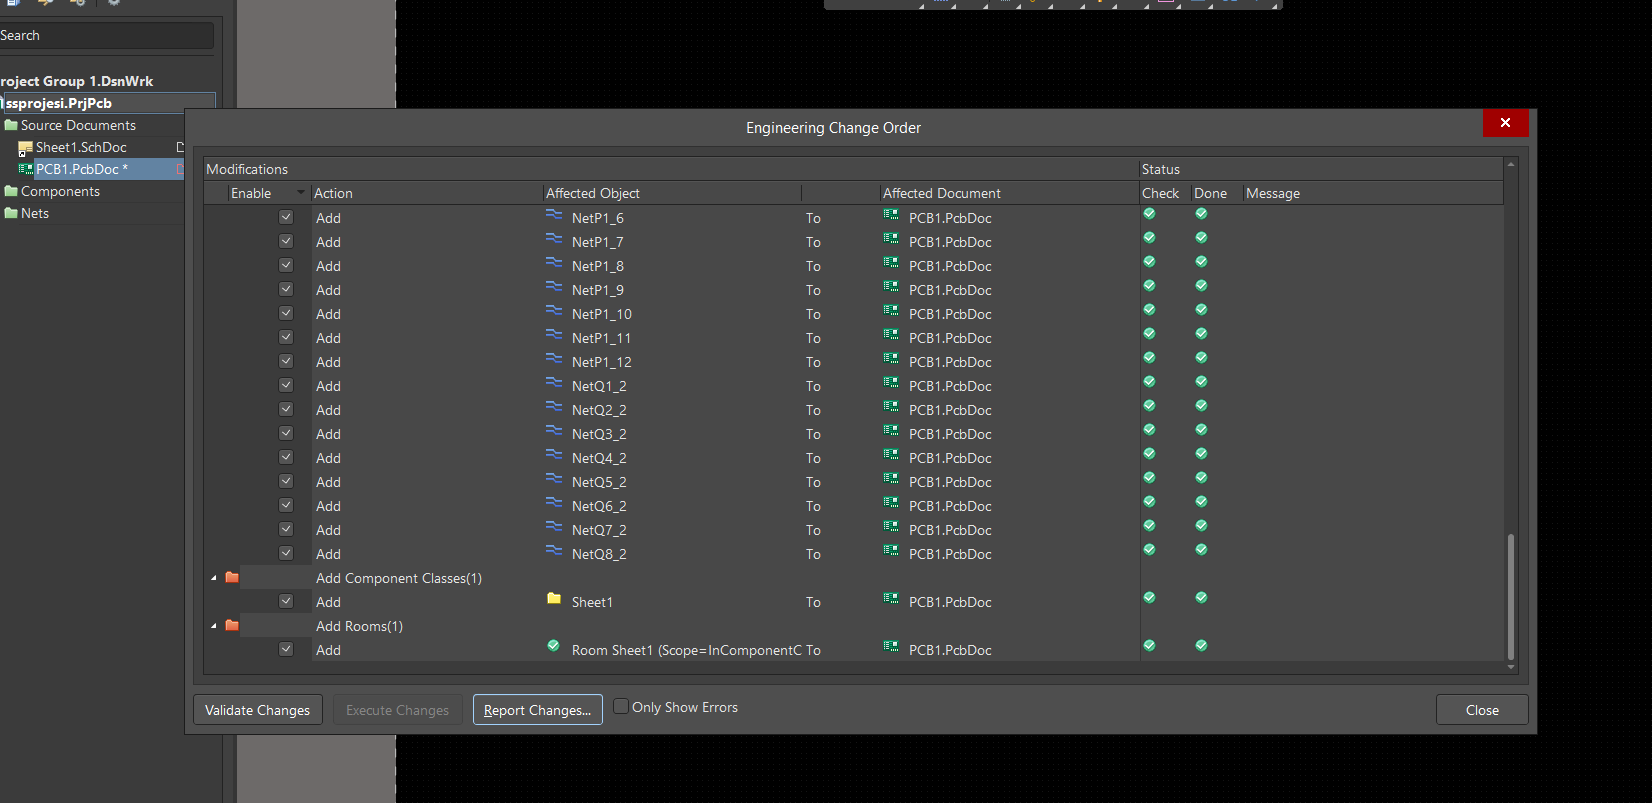 Search
roject Group 1.DsnWrk
ssprojesi.PrjPcb
Source Documents
Sheet1.SchDoc
PCB1.PcbDoc *
Components
Nets
Engineering Change Order
Modifications Status
Enable Action Affected Object Affected Document Check Done Message
Add NetP1_6 To PCB1.PcbDoc
Add NetP1_7 To PCB1.PcbDoc
Add NetP1_8 To PCB1.PcbDoc
Add NetP1_9 To PCB1.PcbDoc
Add NetP1_10 To PCB1.PcbDoc
Add NetP1_11 To PCB1.PcbDoc
Add NetP1_12 To PCB1.PcbDoc
Add NetQ1_2 To PCB1.PcbDoc
Add NetQ2_2 To PCB1.PcbDoc
Add NetQ3_2 To PCB1.PcbDoc
Add NetQ4_2 To PCB1.PcbDoc
Add NetQ5_2 To PCB1.PcbDoc
Add NetQ6_2 To PCB1.PcbDoc
Add NetQ7_2 To PCB1.PcbDoc
Add NetQ8_2 To PCB1.PcbDoc
Add Component Classes(1)
Add Sheet1 To PCB1.PcbDoc
Add Rooms(1)
Add Room Sheet1 (Scope=InComponentC To PCB1.PcbDoc
Validate Changes Execute Changes Report Changes... Only Show Errors Close